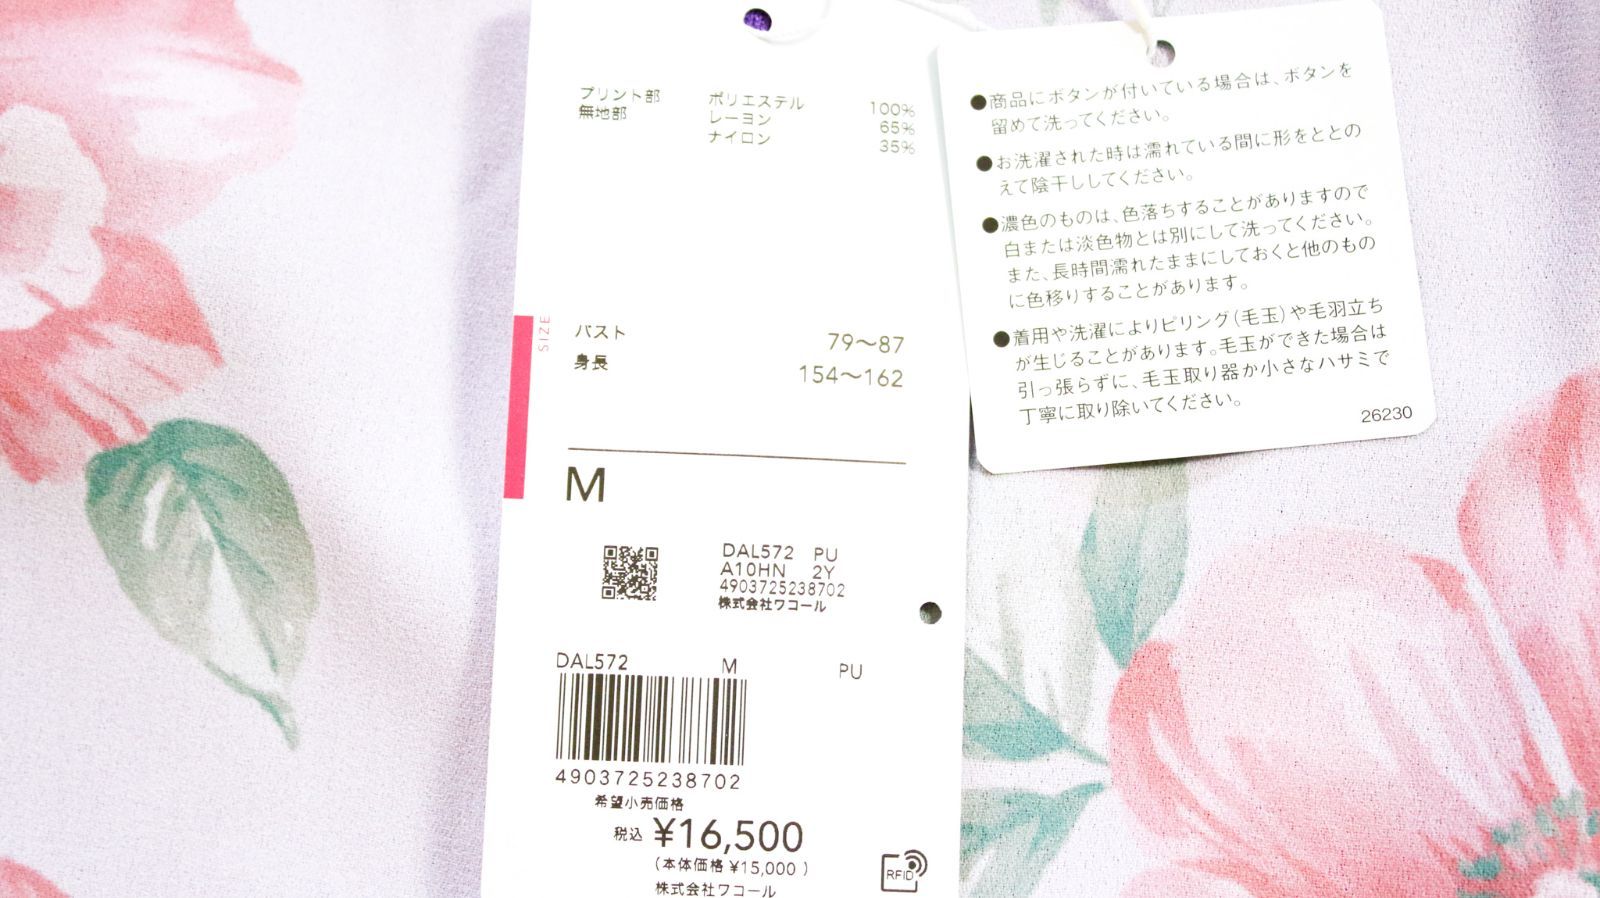 プリント部 ポリエステル 100%
無地部 レーヨン 65%
ナイロン 35%
SIZE
バスト 79〜87
身長 154〜162
M
DAL572 PU
A10HN 2Y
4903725238702
株式会社ワコール
DAL572 M PU
4903725238702
希望小売価格
税込 ¥16,500
(本体価格 ¥15,000 )
株式会社ワコール
RFID
●商品にボタンが付いている場合は、ボタンを
留めて洗ってください。
●お洗濯された時は濡れている間に形をととの
えて陰干ししてください。
●濃色のものは、色落ちすることがありますので
白または淡色物とは別にして洗ってください。
また、長時間濡れたままにしておくと他のもの
に色移りすることがあります。
●着用や洗濯によりピリング(毛玉)や毛羽立ち
が生じることがあります。毛玉ができた場合は
引っ張らずに、毛玉取り器か小さなハサミで
丁寧に取り除いてください。
26230